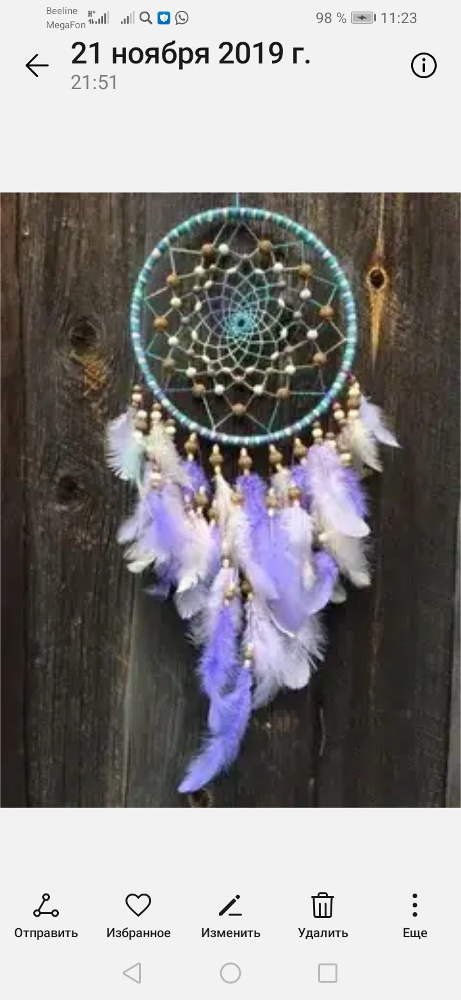 Beeline
MegaFon
H+
98 %
11:23
21 ноября 2019 г.
21:51
Отправить
Избранное
Изменить
Удалить
Еще